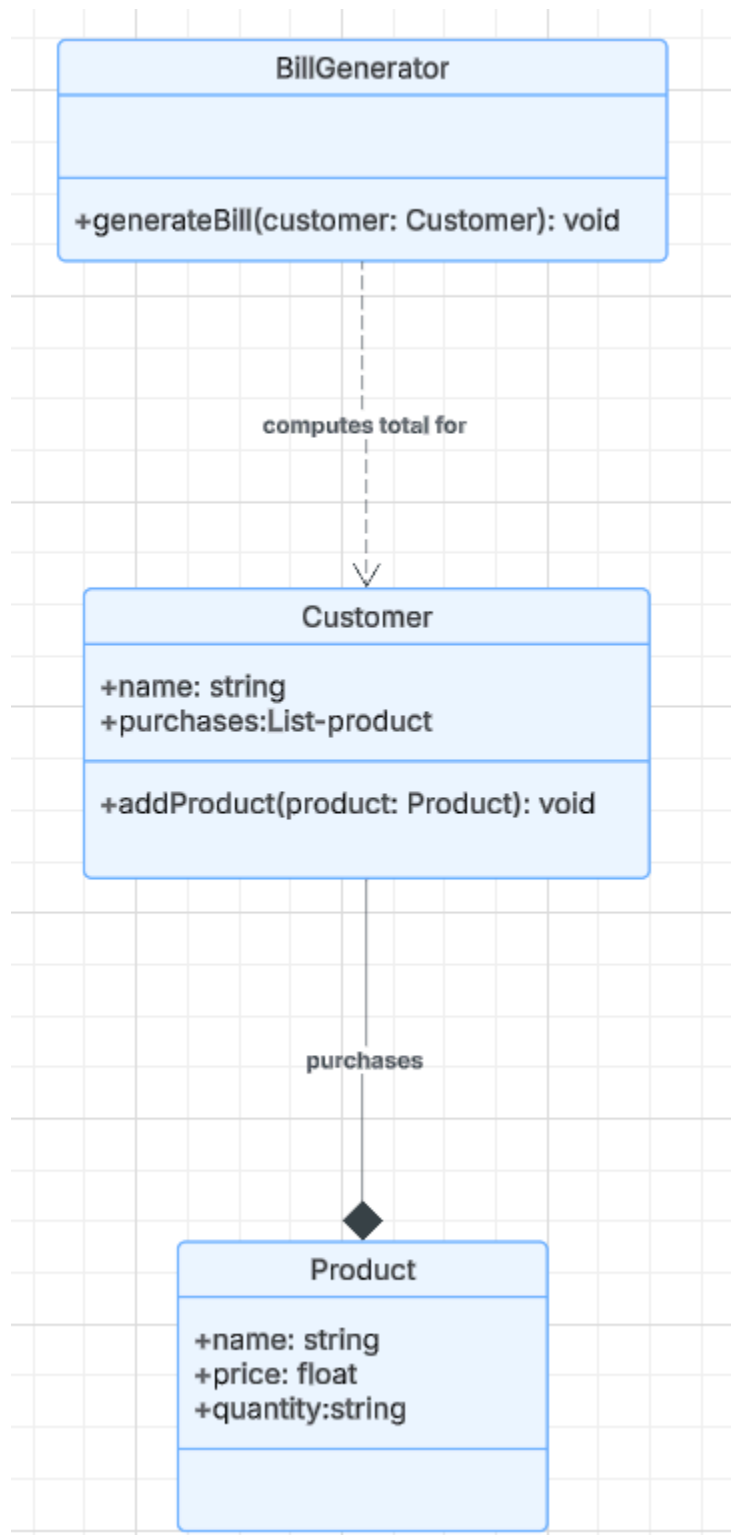 BillGenerator
+generateBill(customer: Customer): void
computes total for
Customer
+name: string
+purchases:List-product
+addProduct(product: Product): void
purchases
Product
+name: string
+price: float
+quantity:string